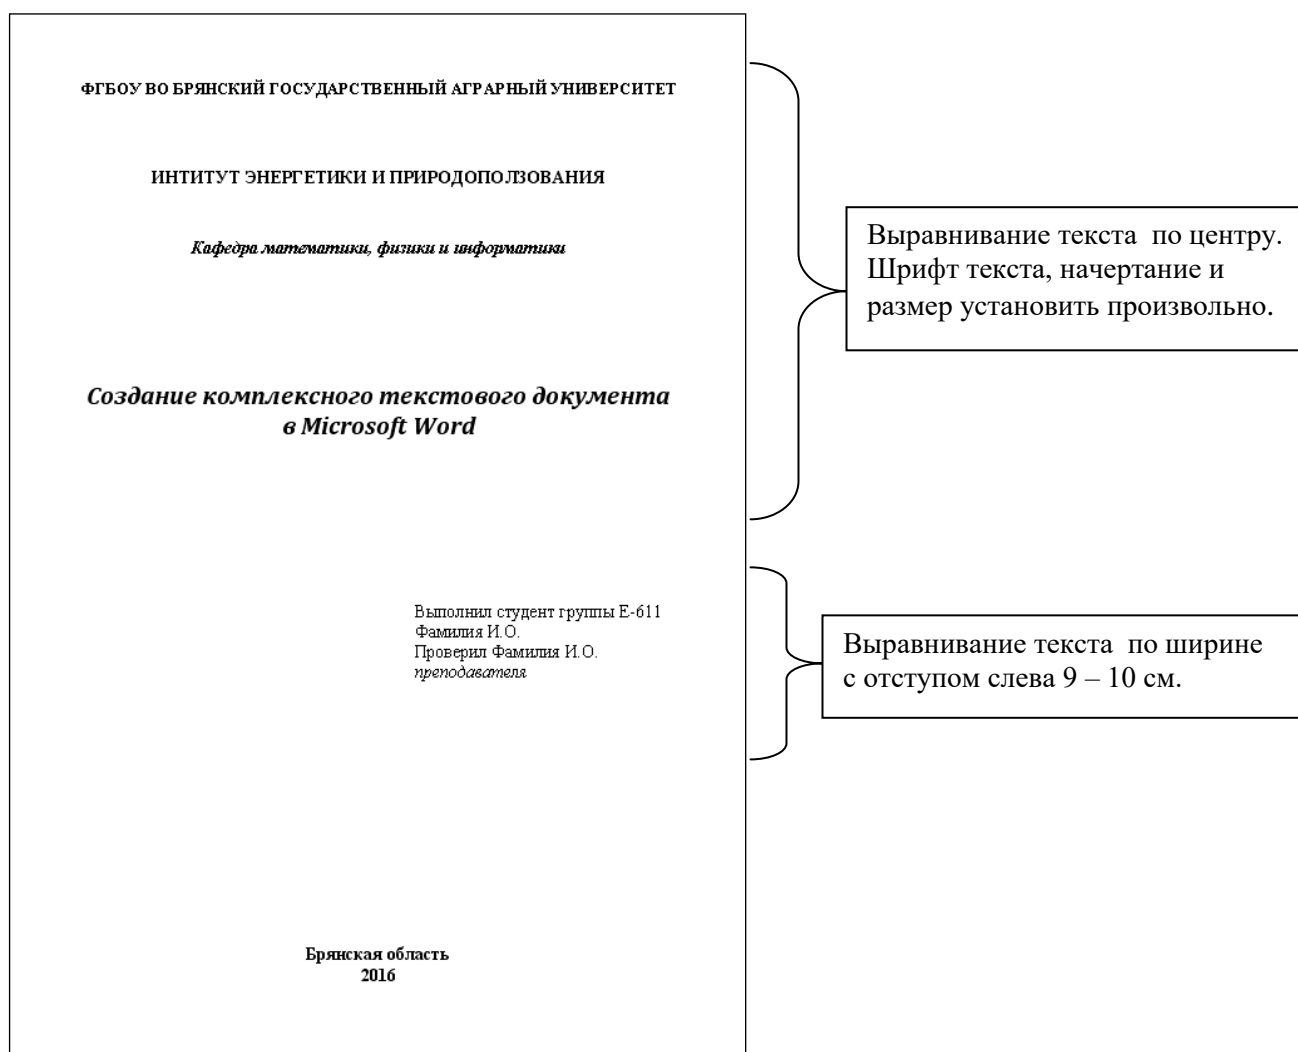 ФГБОУ ВО БРЯНСКИЙ ГОСУДАРСТВЕННЫЙ АГРАРНЫЙ УНИВЕРСИТЕТ
ИНТИТУТ ЭНЕРГЕТИКИ И ПРИРОДОПОЛЗОВАНИЯ
Кафедра математики, физики и информатики
Создание комплексного текстового документа
в Microsoft Word
Выполнил студент группы Е-611
Фамилия И.О.
Проверил Фамилия И.О.
преподавателя
Брянская область
2016
Выравнивание текста по центру.
Шрифт текста, начертание и
размер установить произвольно.
Выравнивание текста по ширине
с отступом слева 9 – 10 см.